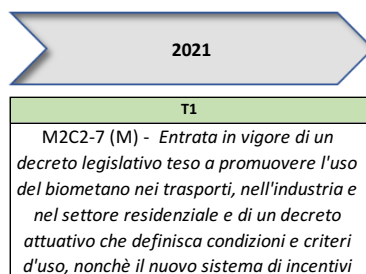 2021
T1
M2C2-7 (M) - Entrata in vigore di un
decreto legislativo teso a promuovere l'uso
del biometano nei trasporti, nell'industria e
nel settore residenziale e di un decreto
attuativo che definisca condizioni e criteri
d'uso, nonchè il nuovo sistema di incentivi